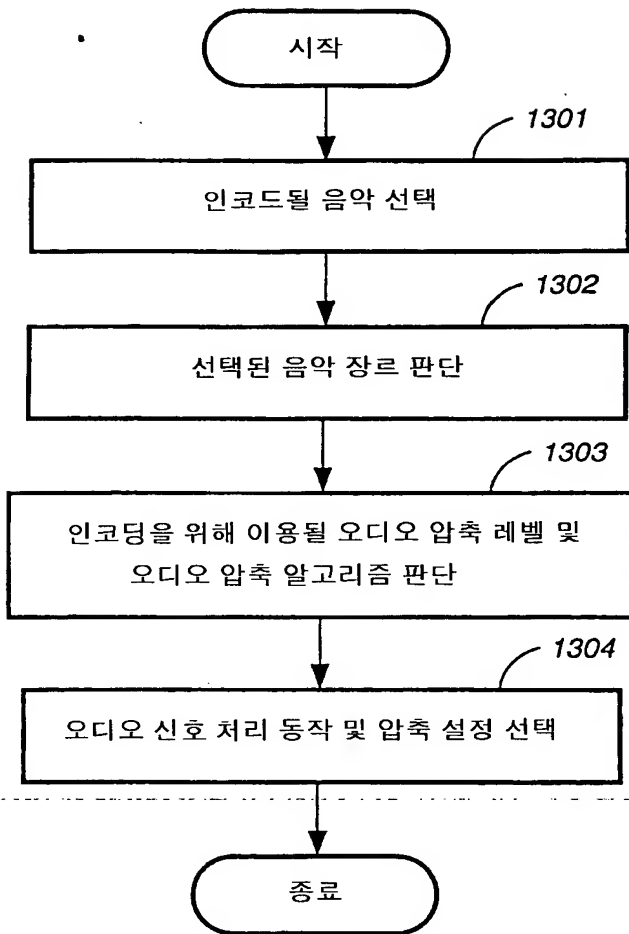 시작
1301
인코드될 음악 선택
1302
선택된 음악 장르 판단
1303
인코딩을 위해 이용될 오디오 압축 레벨 및
오디오 압축 알고리즘 판단
1304
오디오 신호 처리 동작 및 압축 설정 선택
종료